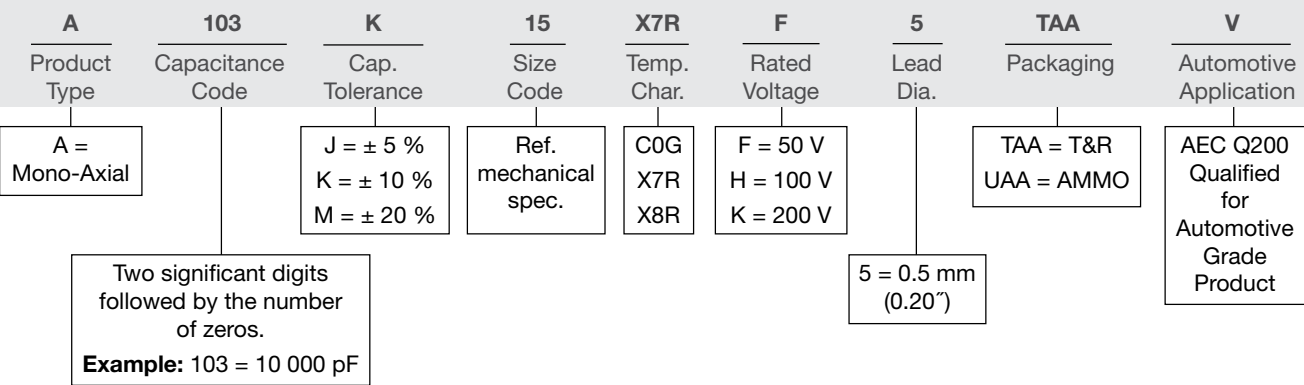 A 103 K 15 X7R F 5 TAA V
Product Type
Capacitance Code
Cap. Tolerance
Size Code
Temp. Char.
Rated Voltage
Lead Dia.
Packaging
Automotive Application
A =
Mono-Axial
J = ± 5 %
K = ± 10 %
M = ± 20 %
Ref.
mechanical
spec.
C0G
X7R
X8R
F = 50 V
H = 100 V
K = 200 V
TAA = T&R
UAA = AMMO
AEC Q200
Qualified
for
Automotive
Grade
Product
Two significant digits
followed by the number
of zeros.
Example: 103 = 10 000 pF
5 = 0.5 mm
(0.20˝)